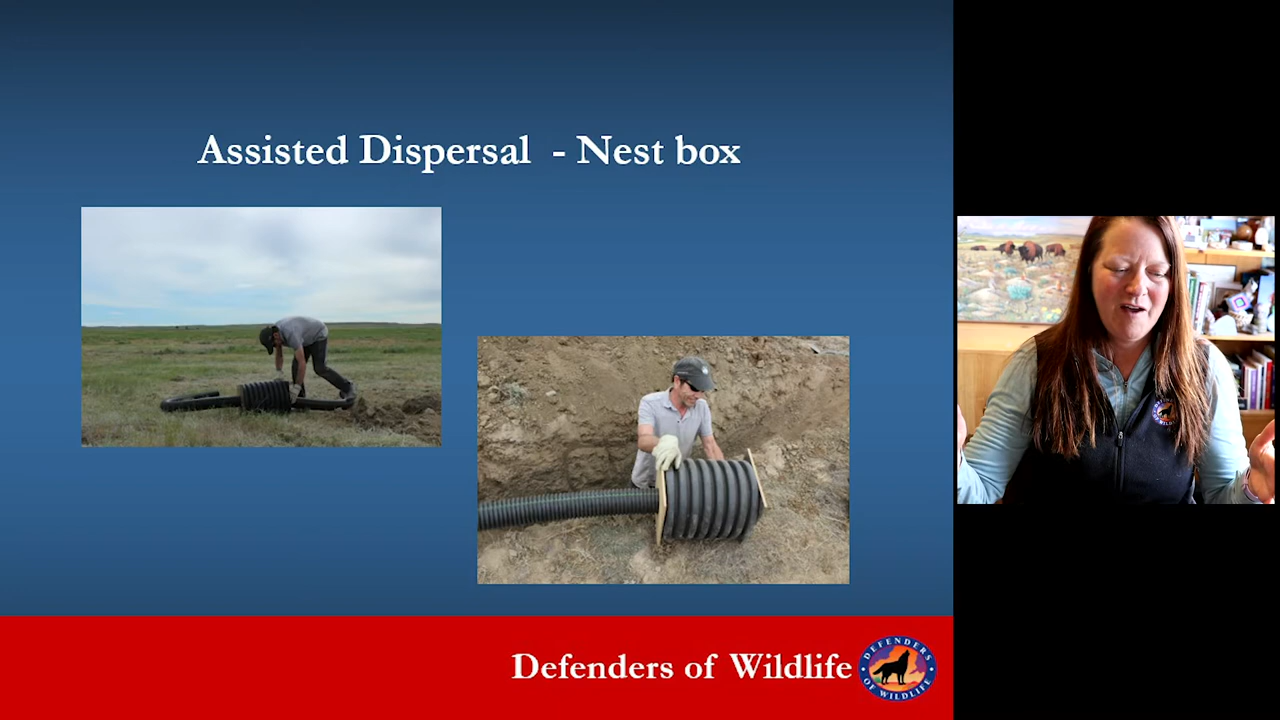 Assisted Dispersal - Nest box
Defenders of Wildlife
DEFENDERS
OF WILDLIFE